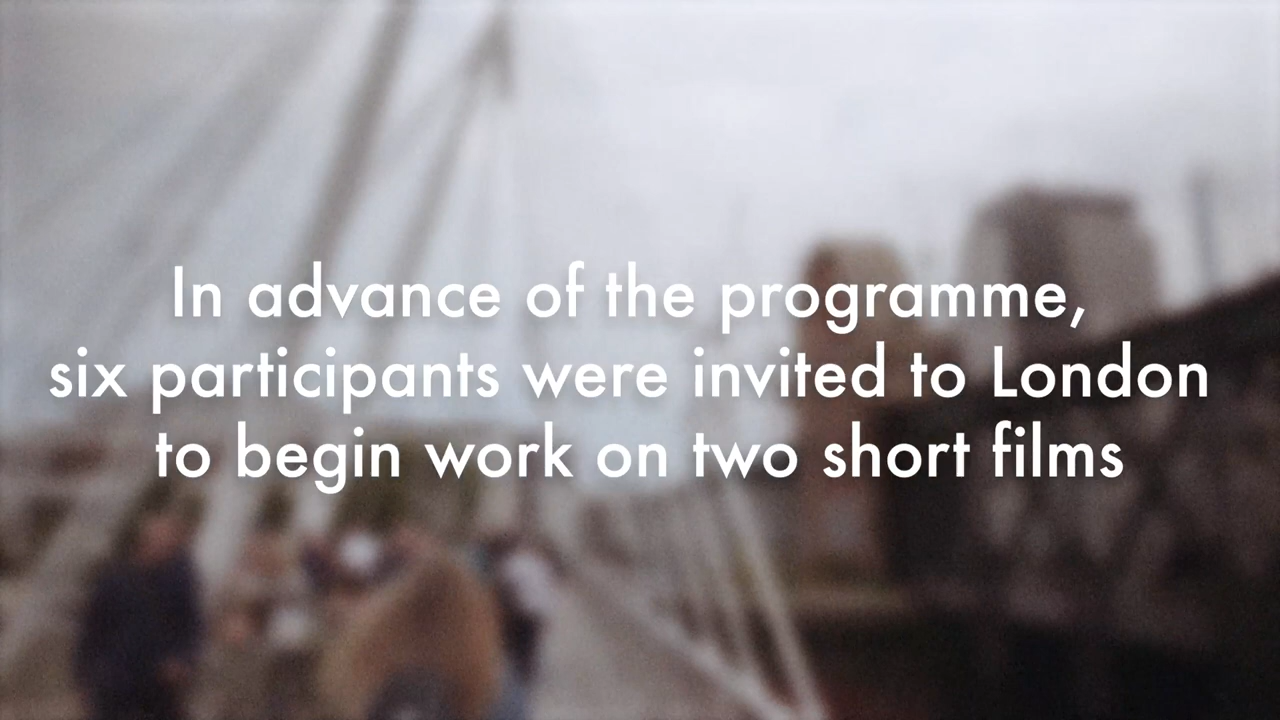 In advance of the programme,
six participants were invited to London
to begin work on two short films